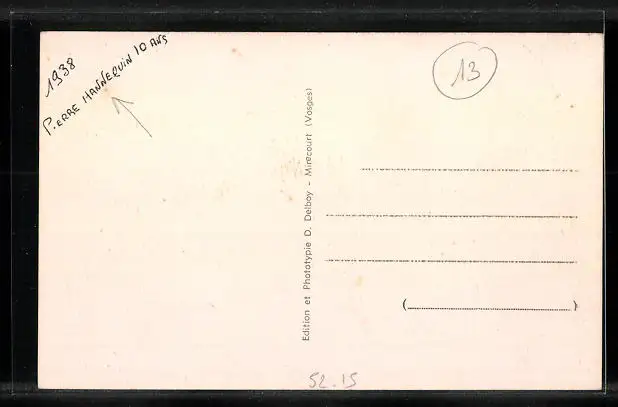 1938
PIERRE HANNEQUIN 10 ANS
13
Edition et Phototypie D. Delboy - Mirecourt (Vosges)
( )
52.15